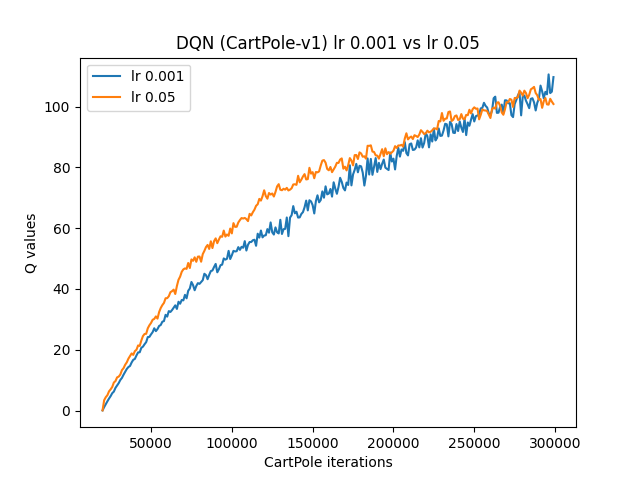 DQN (CartPole-v1) lr 0.001 vs lr 0.05
lr 0.001
lr 0.05
100
80
60
40
20
0
Q values
50000 100000 150000 200000 250000 300000
CartPole iterations